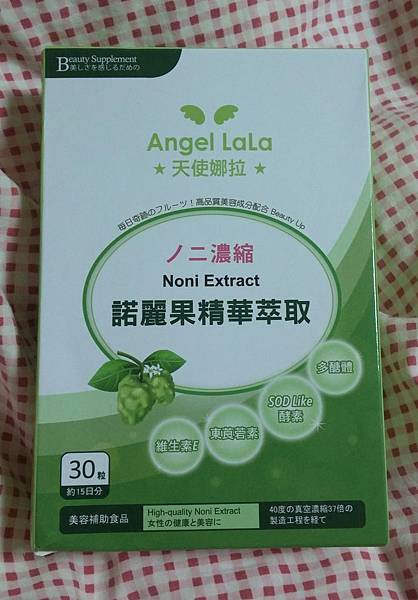 Beauty Supplement
美しさを感じるための
Angel LaLa
★ 天使娜拉 ★
毎日奇跡のフルーツ！高品質美容成分配合 Beauty Up
ノニ濃縮
Noni Extract
諾麗果精華萃取
多醣體
SOD Like
酵素
東莨菪素
維生素E
30粒
約15日分
美容補助食品
High-quality Noni Extract
女性の健康と美容に
40度の真空濃縮37倍の
製造工程を経て